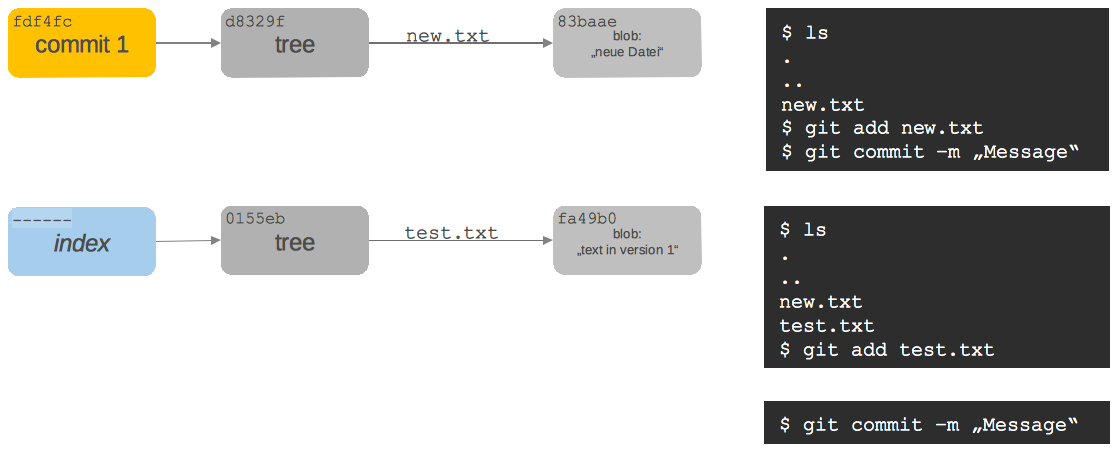 fdf4fc
commit 1
d8329f
tree
new.txt
83baae
blob:
„neue Datei“
$ ls
.
..
new.txt
$ git add new.txt
$ git commit –m „Message“
------
index
0155eb
tree
test.txt
fa49b0
blob:
„text in version 1“
$ ls
.
..
new.txt
test.txt
$ git add test.txt
$ git commit –m „Message“